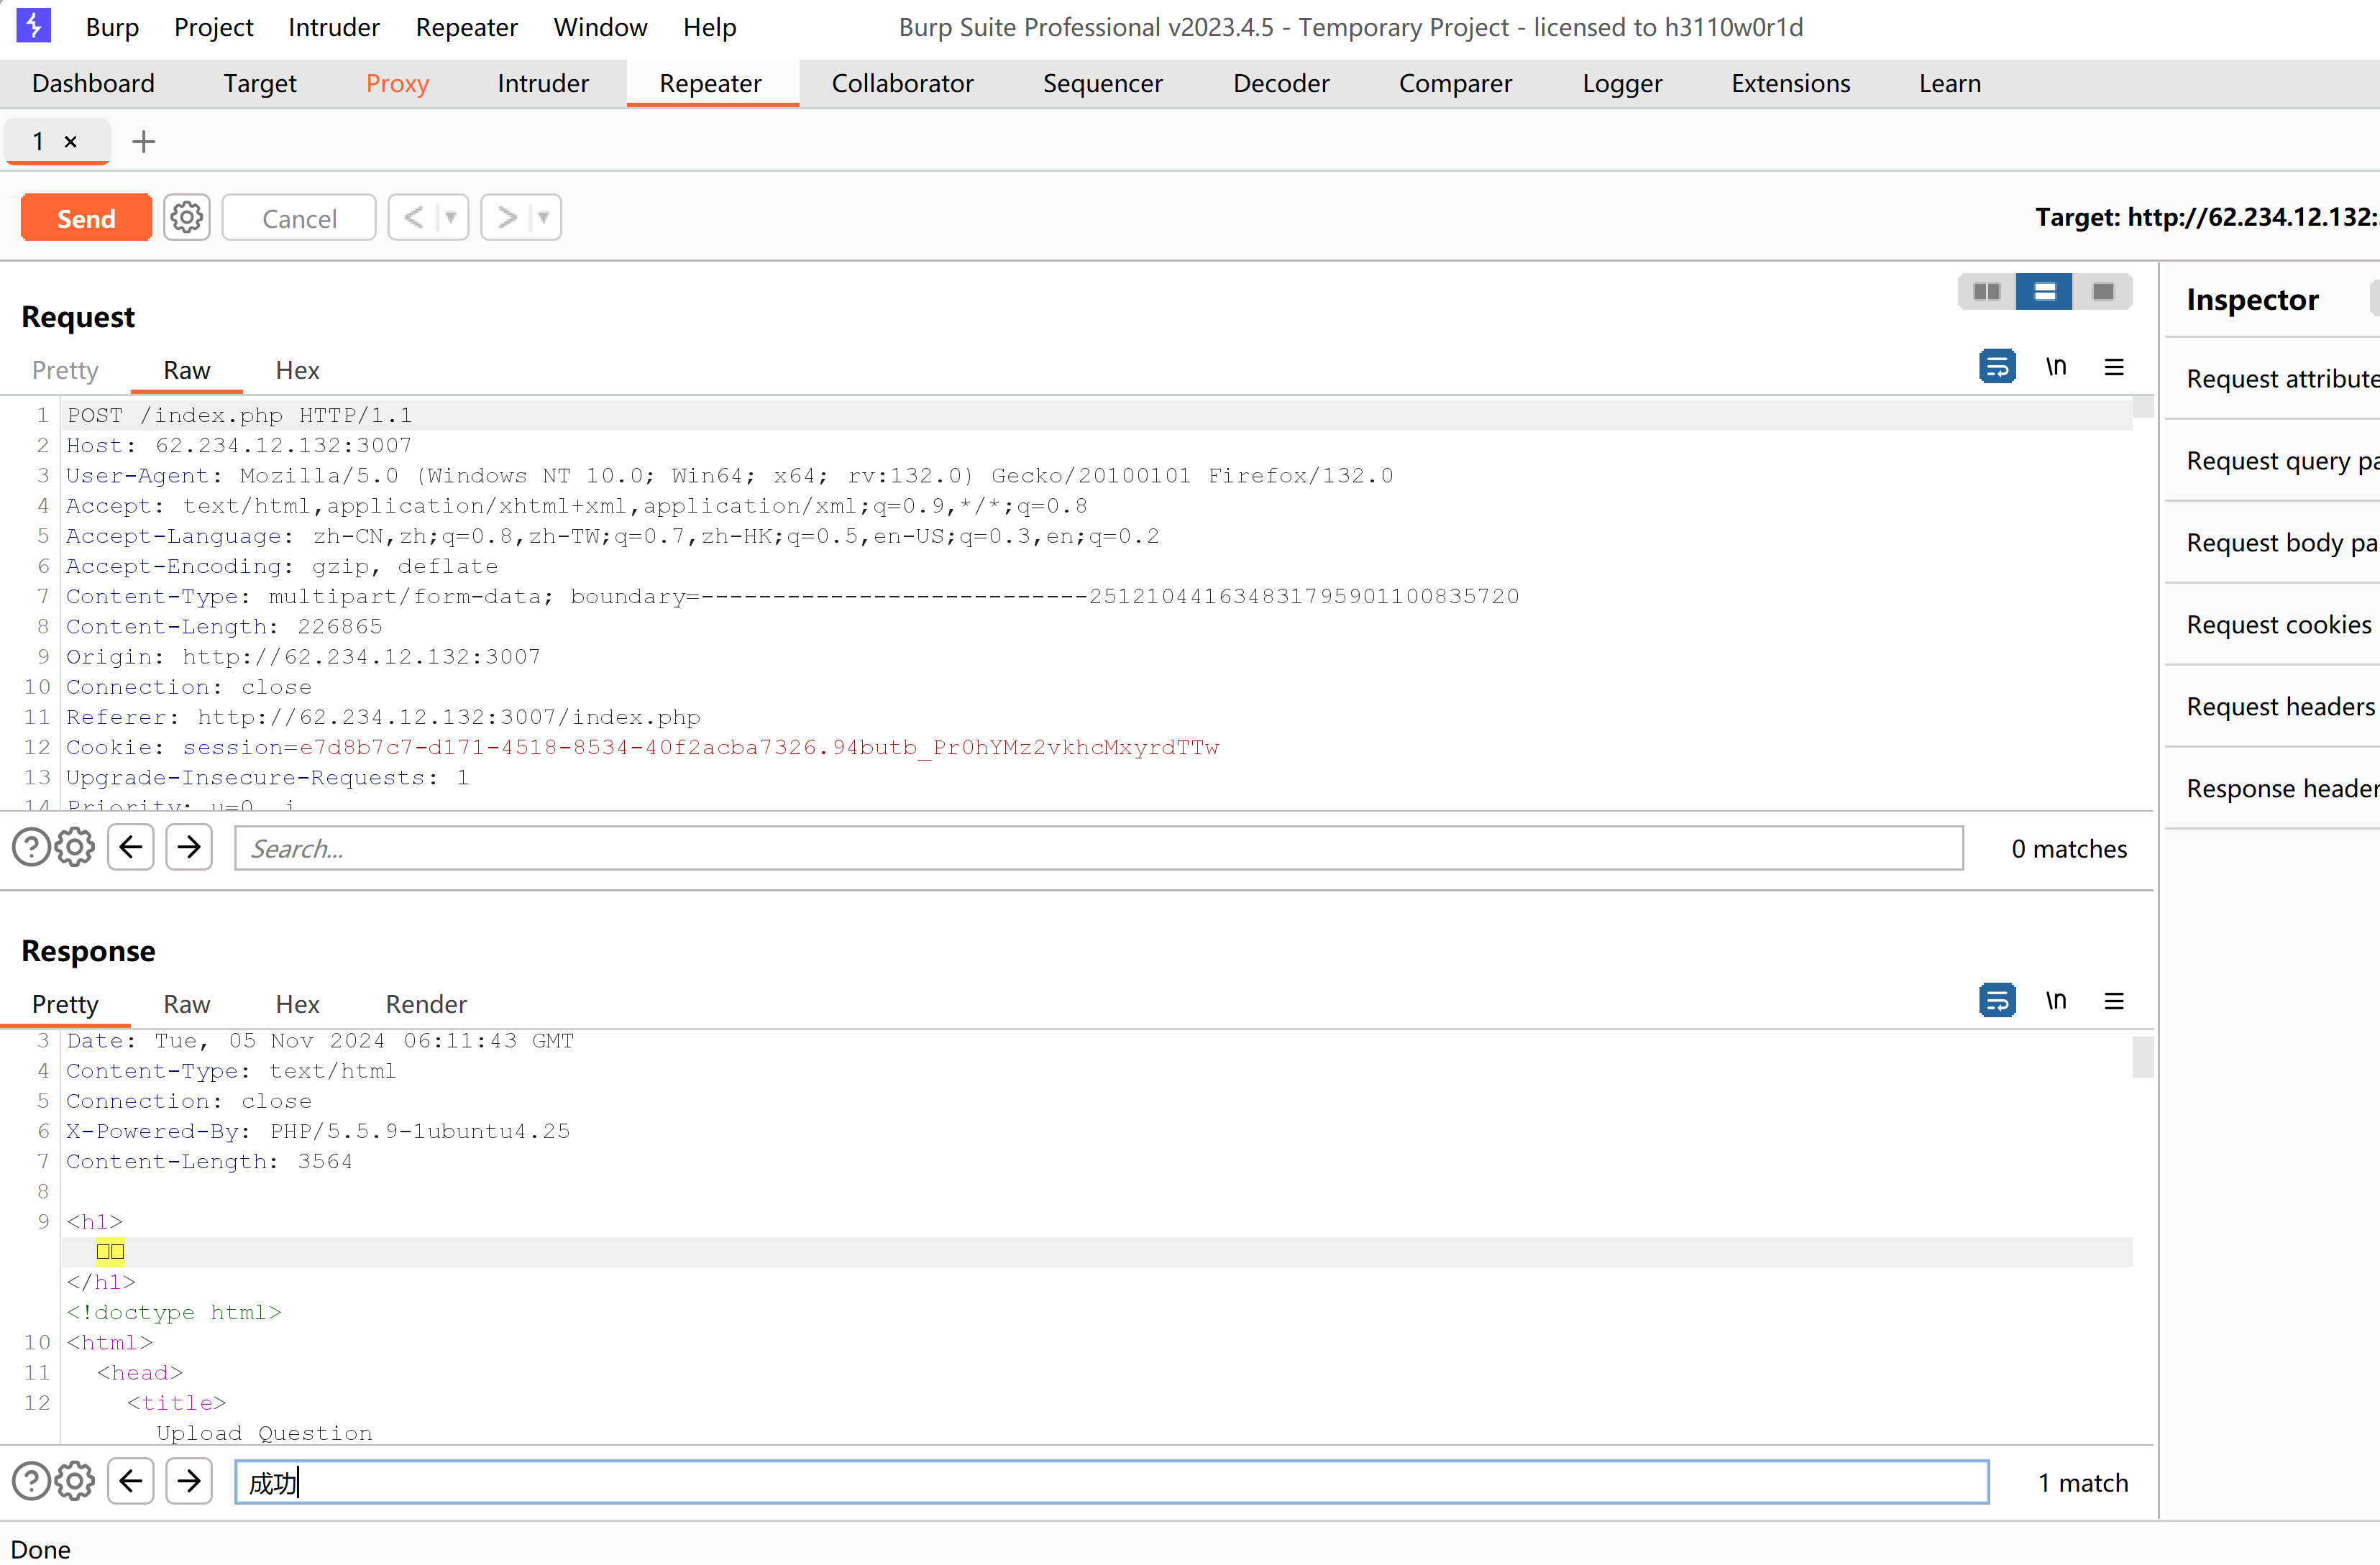 Burp Project Intruder Repeater Window Help Burp Suite Professional v2023.4.5 - Temporary Project - licensed to h3110w0r1d
Dashboard Target Proxy Intruder Repeater Collaborator Sequencer Decoder Comparer Logger Extensions Learn
1 × +
Send Cancel < > Target: http://62.234.12.132:
Request
Pretty Raw Hex \n
1 POST /index.php HTTP/1.1
2 Host: 62.234.12.132:3007
3 User-Agent: Mozilla/5.0 (Windows NT 10.0; Win64; x64; rv:132.0) Gecko/20100101 Firefox/132.0
4 Accept: text/html,application/xhtml+xml,application/xml;q=0.9,*/*;q=0.8
5 Accept-Language: zh-CN,zh;q=0.8,zh-TW;q=0.7,zh-HK;q=0.5,en-US;q=0.3,en;q=0.2
6 Accept-Encoding: gzip, deflate
7 Content-Type: multipart/form-data; boundary=---------------------------251210441634831795901100835720
8 Content-Length: 226865
9 Origin: http://62.234.12.132:3007
10 Connection: close
11 Referer: http://62.234.12.132:3007/index.php
12 Cookie: session=e7d8b7c7-d171-4518-8534-40f2acba7326.94butb_Pr0hYMz2vkhcMxyrdTTw
13 Upgrade-Insecure-Requests: 1
14 Priority: u=0, i
Search... 0 matches
Response
Pretty Raw Hex Render \n
3 Date: Tue, 05 Nov 2024 06:11:43 GMT
4 Content-Type: text/html
5 Connection: close
6 X-Powered-By: PHP/5.5.9-1ubuntu4.25
7 Content-Length: 3564
8
9 <h1>
□□
</h1>
<!doctype html>
10 <html>
11 <head>
12 <title>
Upload Question
成功 1 match
Done
Inspector
Request attribute
Request query pa
Request body pa
Request cookies
Request headers
Response header